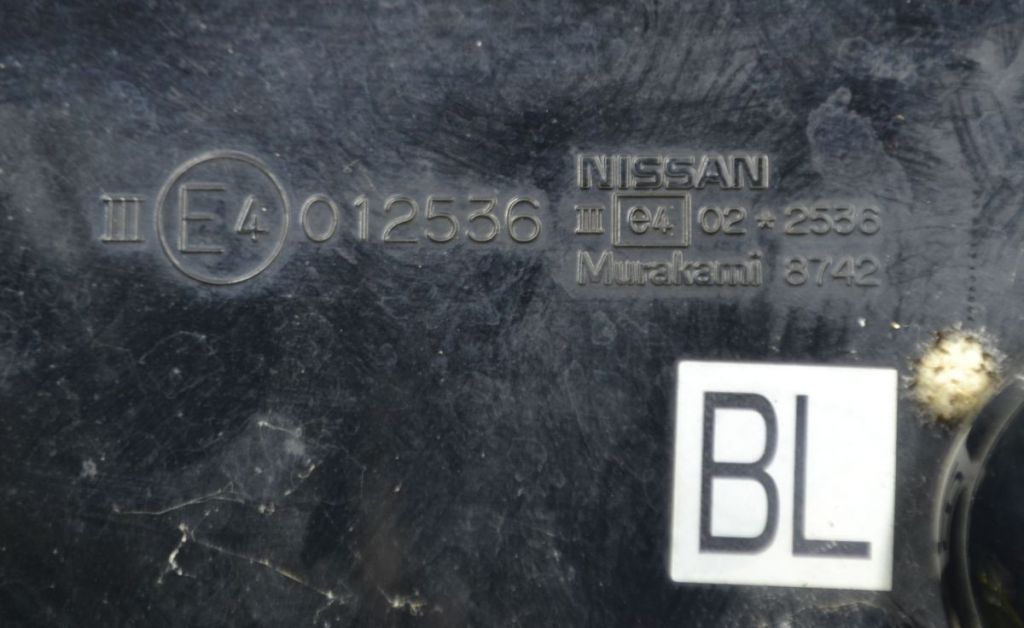 III E4 012536
NISSAN
III e4 02 * 2536
Murakami 8742
BL